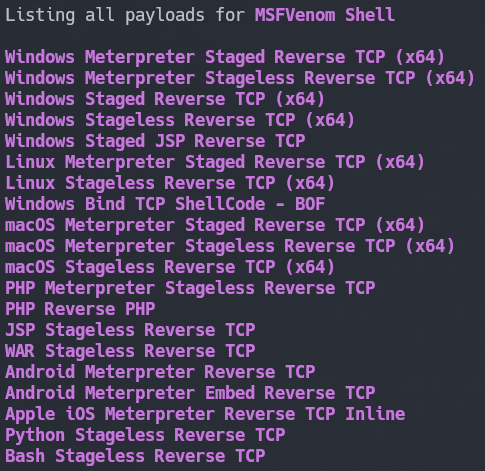 Listing all payloads for MSFVenom Shell
Windows Meterpreter Staged Reverse TCP (x64)
Windows Meterpreter Stageless Reverse TCP (x64)
Windows Staged Reverse TCP (x64)
Windows Stageless Reverse TCP (x64)
Windows Staged JSP Reverse TCP
Linux Meterpreter Staged Reverse TCP (x64)
Linux Stageless Reverse TCP (x64)
Windows Bind TCP ShellCode - BOF
macOS Meterpreter Staged Reverse TCP (x64)
macOS Meterpreter Stageless Reverse TCP (x64)
macOS Stageless Reverse TCP (x64)
PHP Meterpreter Stageless Reverse TCP
PHP Reverse PHP
JSP Stageless Reverse TCP
WAR Stageless Reverse TCP
Android Meterpreter Reverse TCP
Android Meterpreter Embed Reverse TCP
Apple iOS Meterpreter Reverse TCP Inline
Python Stageless Reverse TCP
Bash Stageless Reverse TCP